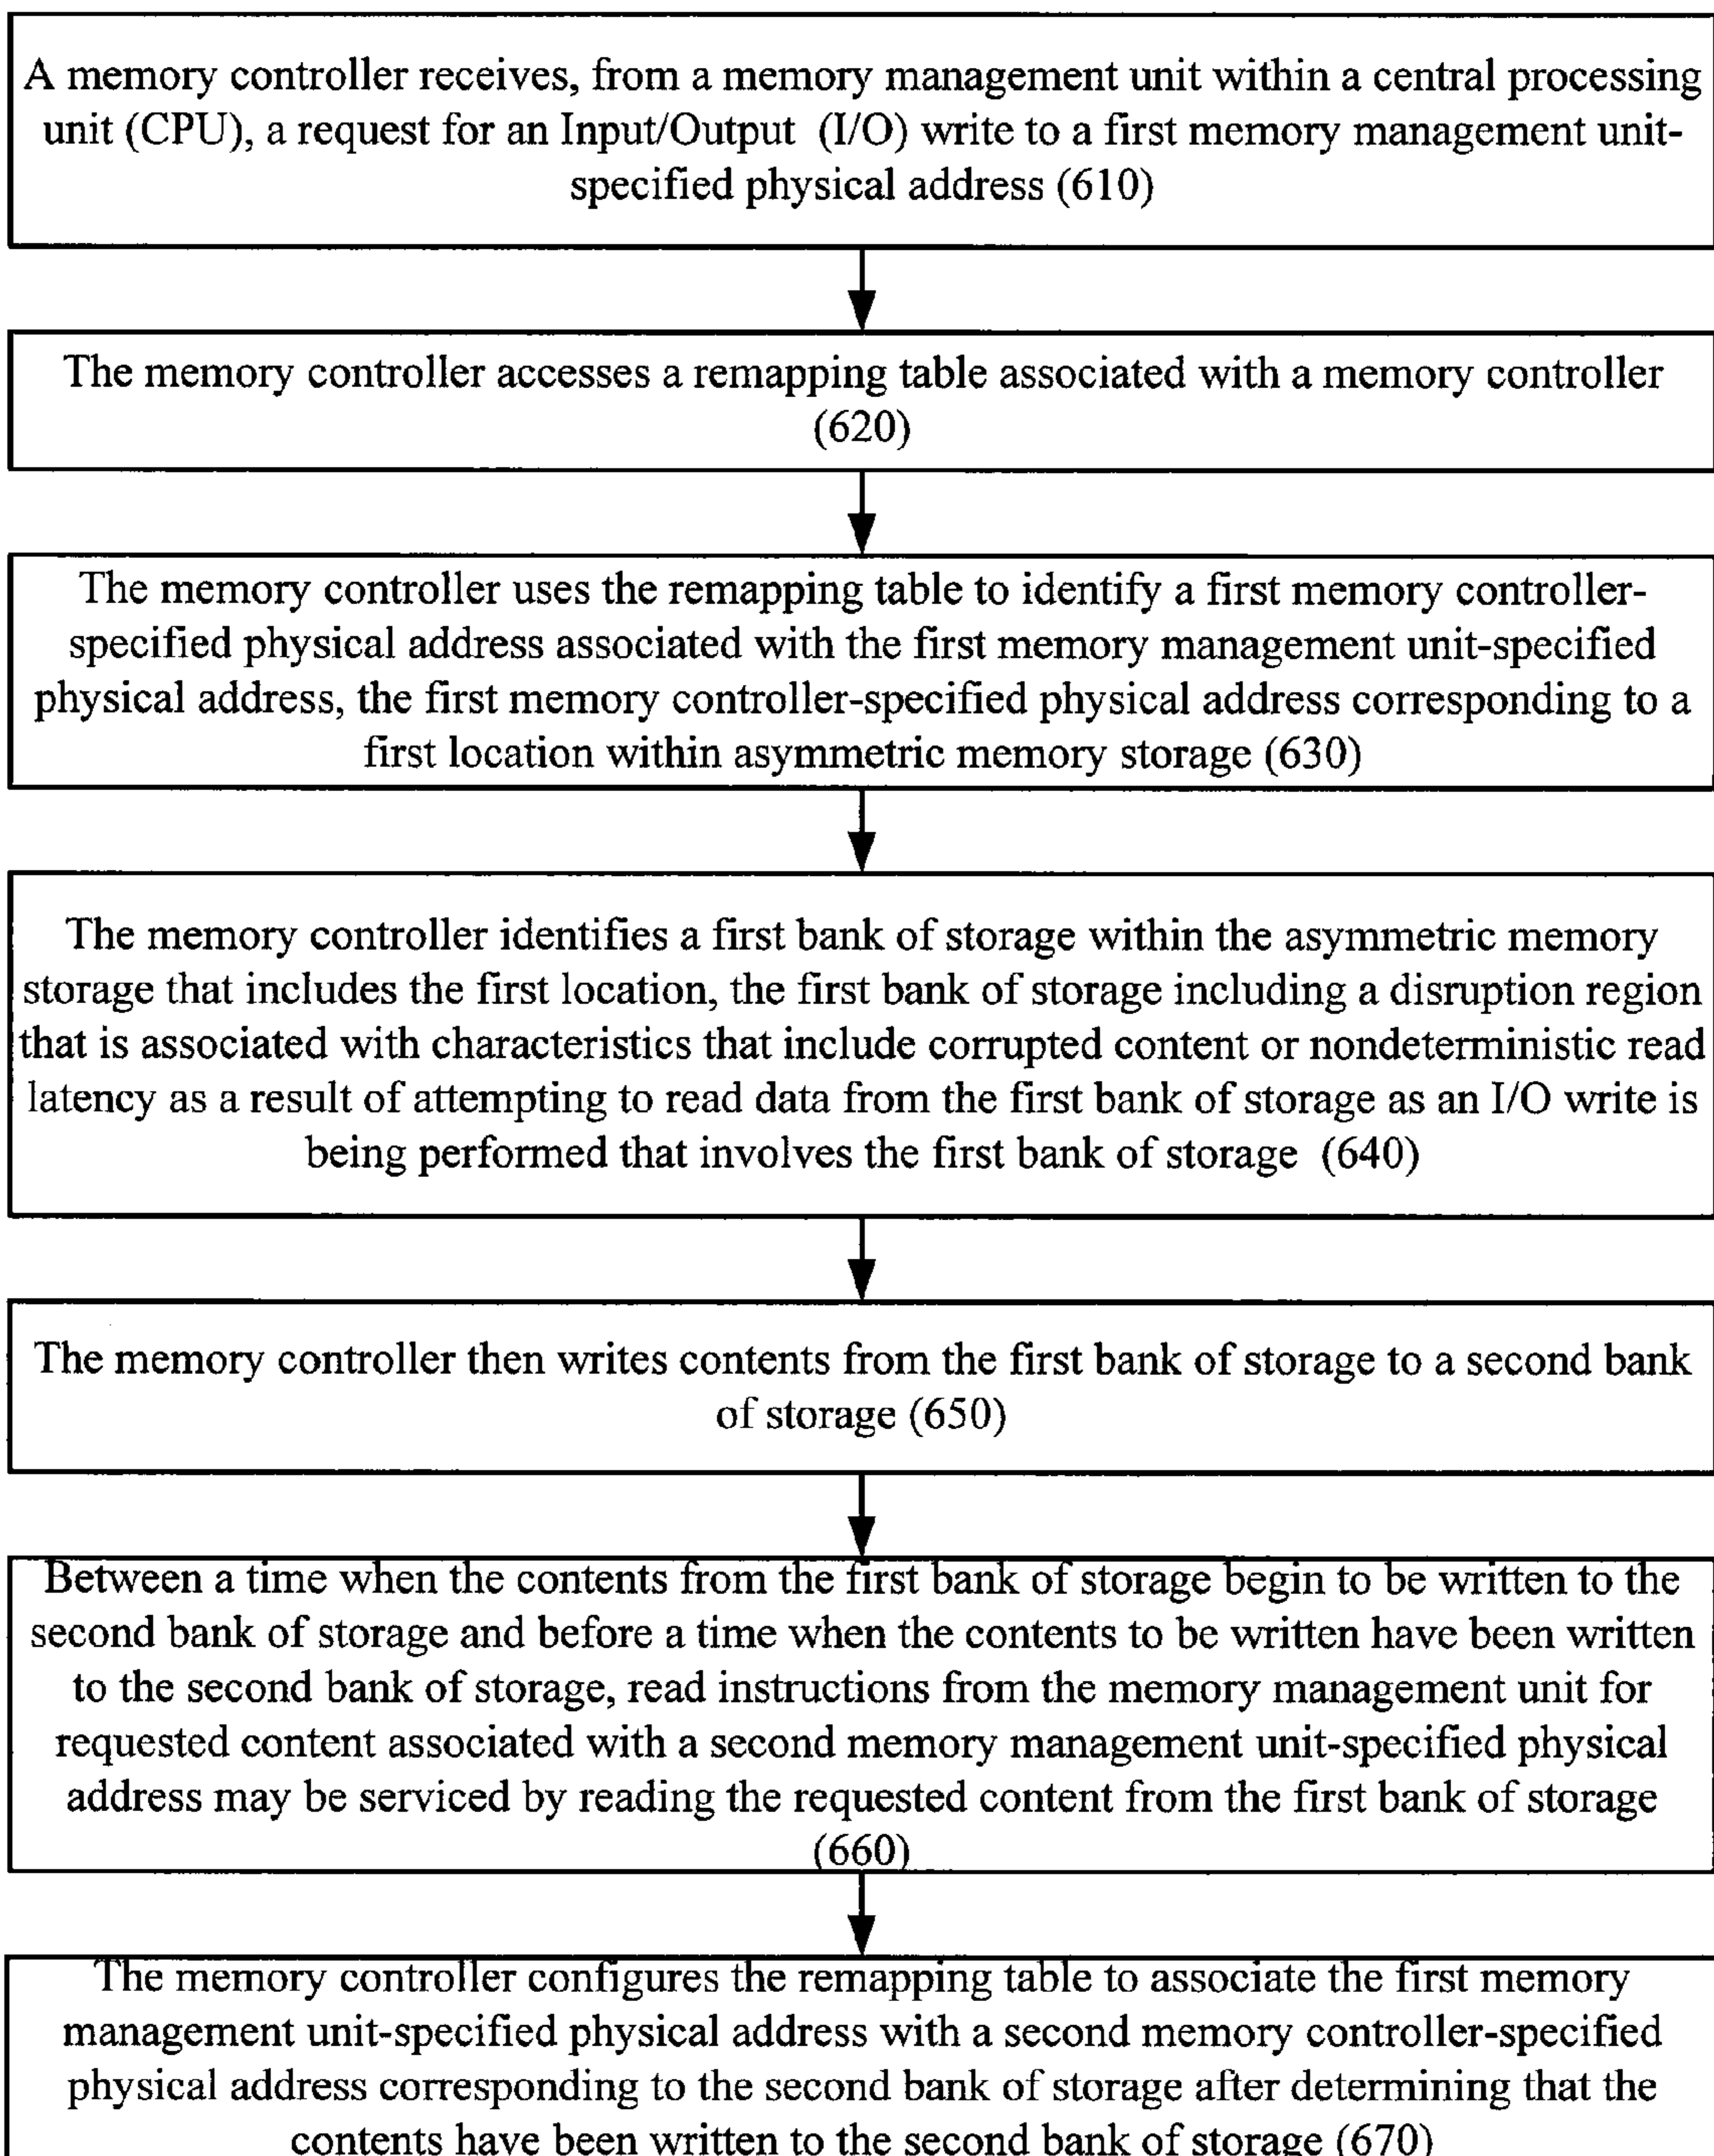 A memory controller receives, from a memory management unit within a central processing
unit (CPU), a request for an Input/Output (I/O) write to a first memory management unit-
specified physical address (610)
The memory controller accesses a remapping table associated with a memory controller
(620)
The memory controller uses the remapping table to identify a first memory controller-
specified physical address associated with the first memory management unit-specified
physical address, the first memory controller-specified physical address corresponding to a
first location within asymmetric memory storage (630)
The memory controller identifies a first bank of storage within the asymmetric memory
storage that includes the first location, the first bank of storage including a disruption region
that is associated with characteristics that include corrupted content or nondeterministic read
latency as a result of attempting to read data from the first bank of storage as an I/O write is
being performed that involves the first bank of storage (640)
The memory controller then writes contents from the first bank of storage to a second bank
of storage (650)
Between a time when the contents from the first bank of storage begin to be written to the
second bank of storage and before a time when the contents to be written have been written
to the second bank of storage, read instructions from the memory management unit for
requested content associated with a second memory management unit-specified physical
address may be serviced by reading the requested content from the first bank of storage
(660)
The memory controller configures the remapping table to associate the first memory
management unit-specified physical address with a second memory controller-specified
physical address corresponding to the second bank of storage after determining that the
contents have been written to the second bank of storage (670)